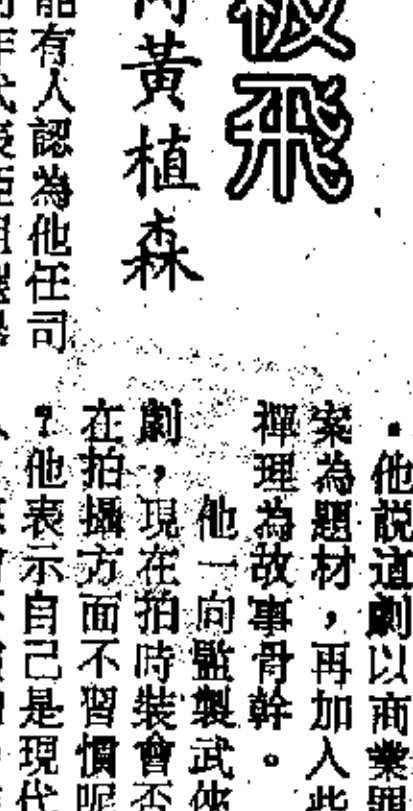 飛
黃植森
有人認為他任司
。他說道劇以商業
案為題材,再加入些
禪理為故事骨幹。
他一向監製武俠
劇,現在拍時裝會否
在拍攝方面不習慣呢
?他表示自己是現代